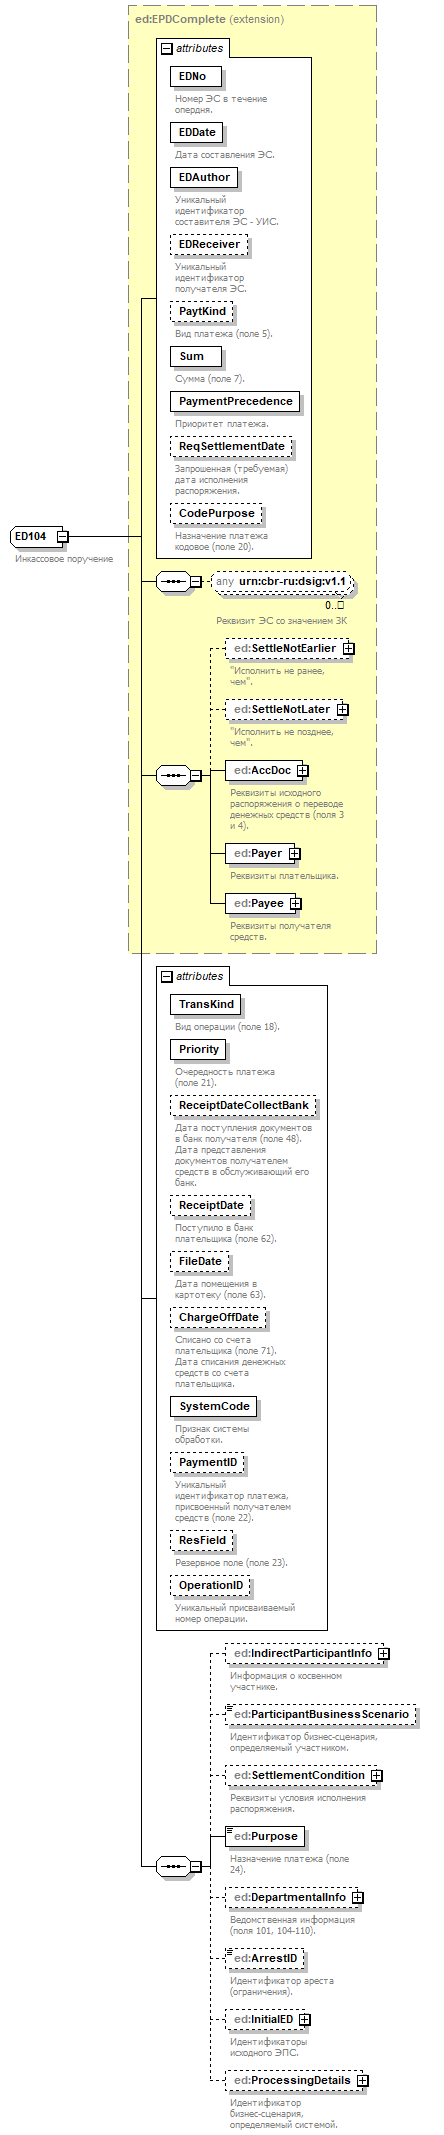 ed:EPDComplete (extension)
attributes
EDNo
Номер ЭС в течение
опердня.
EDDate
Дата составления ЭС.
EDAuthor
Уникальный
идентификатор
составителя ЭС - УИС.
EDReceiver
Уникальный
идентификатор
получателя ЭС.
PaytKind
Вид платежа (поле 5).
Sum
Сумма (поле 7).
PaymentPrecedence
Приоритет платежа.
ReqSettlementDate
Запрошенная (требуемая)
дата исполнения
распоряжения.
CodePurpose
Назначение платежа
кодовое (поле 20).
ED104
Инкассовое поручение
any urn:cbr-ru:dsig:v1.1
0..
Реквизит ЭС со значением ЗК
ed:SettleNotEarlier
"Исполнить не ранее,
чем".
ed:SettleNotLater
"Исполнить не позднее,
чем".
ed:AccDoc
Реквизиты исходного
распоряжения о переводе
денежных средств (поля 3
и 4).
ed:Payer
Реквизиты плательщика.
ed:Payee
Реквизиты получателя
средств.
attributes
TransKind
Вид операции (поле 18).
Priority
Очередность платежа
(поле 21).
ReceiptDateCollectBank
Дата поступления документов
в банк получателя (поле 48).
Дата представления
документов получателем
средств в обслуживающий его
банк.
ReceiptDate
Поступило в банк
плательщика (поле 62).
FileDate
Дата помещения в
картотеку (поле 63).
ChargeOffDate
Списано со счета
плательщика (поле 71).
Дата списания денежных
средств со счета
плательщика.
SystemCode
Признак системы
обработки.
PaymentID
Уникальный
идентификатор платежа,
присвоенный получателем
средств (поле 22).
ResField
Резервное поле (поле 23).
OperationID
Уникальный присваиваемый
номер операции.
ed:IndirectParticipantInfo
Информация о косвенном
участнике.
ed:ParticipantBusinessScenario
Идентификатор бизнес-сценария,
определяемый участником.
ed:SettlementCondition
Реквизиты условия исполнения
распоряжения.
ed:Purpose
Назначение платежа (поле
24).
ed:DepartmentalInfo
Ведомственная информация
(поля 101, 104-110).
ed:ArrestID
Идентификатор ареста
(ограничения).
ed:InitialED
Идентификаторы
исходного ЭПС.
ed:ProcessingDetails
Идентификатор
бизнес-сценария,
определяемый системой.